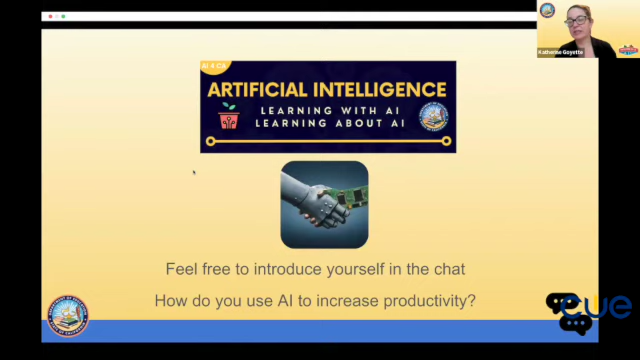 AI 4 CA
ARTIFICIAL INTELLIGENCE
LEARNING WITH AI
LEARNING ABOUT AI
Feel free to introduce yourself in the chat
How do you use AI to increase productivity?
cue
Katherine Goyette